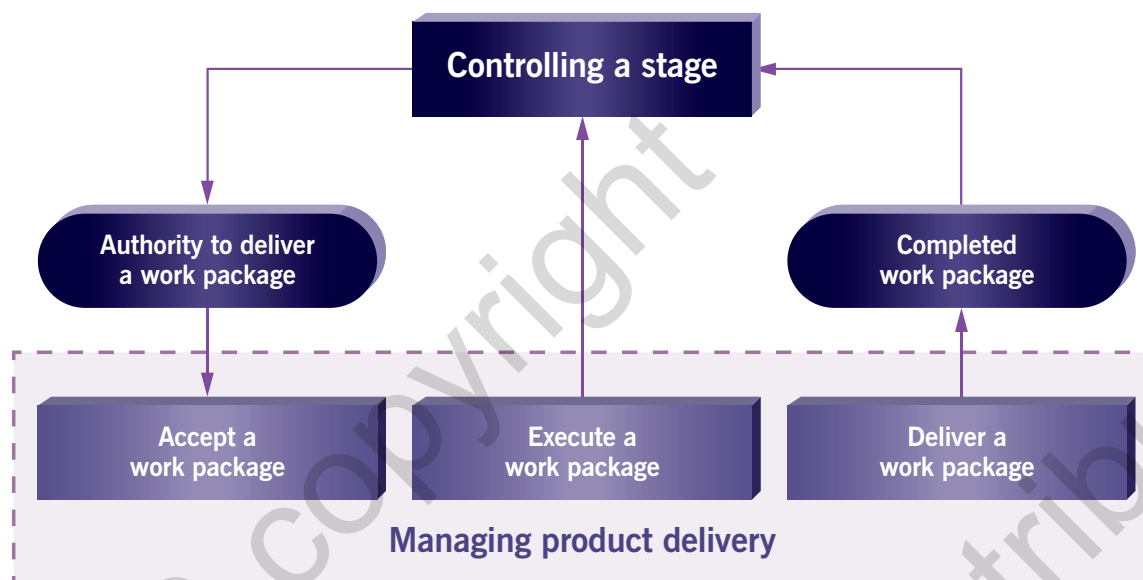 Controlling a stage
Authority to deliver
a work package
Completed
work package
Accept a
work package
Execute a
work package
Deliver a
work package
Managing product delivery
copyright